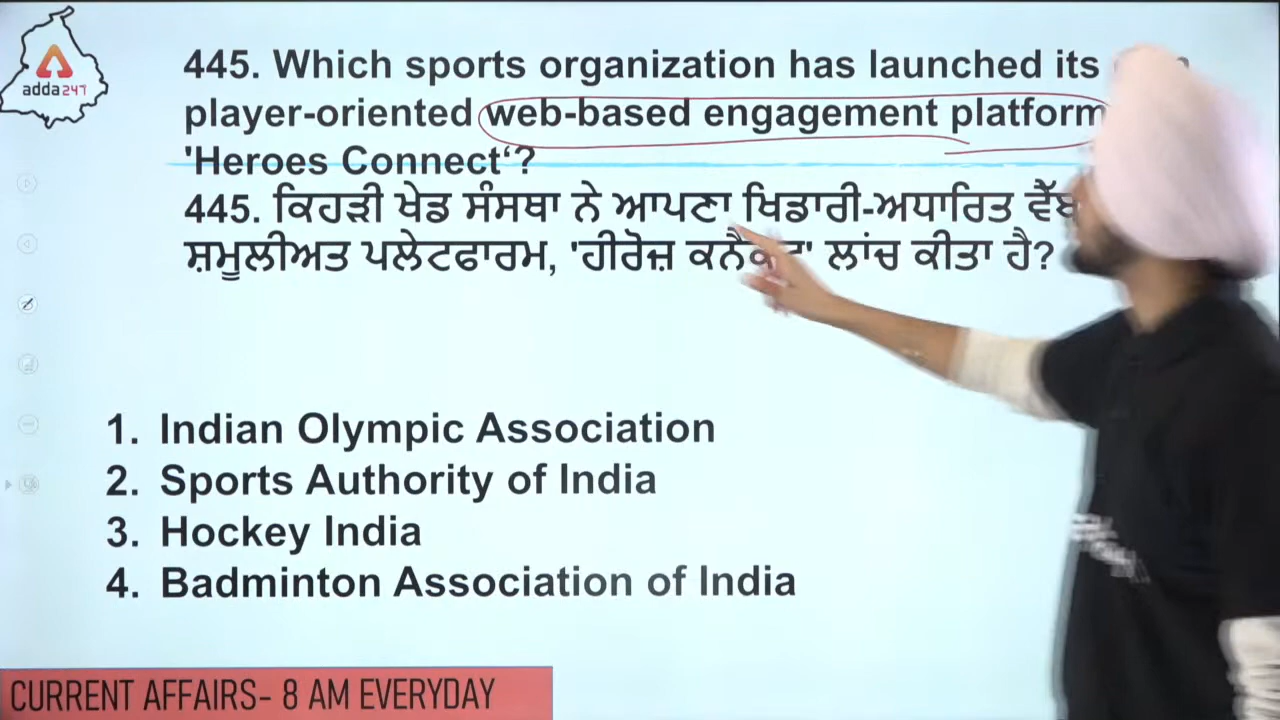 adda247
445. Which sports organization has launched its
player-oriented web-based engagement platform
'Heroes Connect‘?
445. ਕਿਹੜੀ ਖੇਡ ਸੰਸਥਾ ਨੇ ਆਪਣਾ ਖਿਡਾਰੀ-ਅਧਾਰਿਤ
ਸ਼ਮੂਲੀਅਤ ਪਲੇਟਫਾਰਮ, 'ਹੀਰੋਜ਼ ਕਨੈਕਟ' ਲਾਂਚ ਕੀਤਾ ਹੈ?
1. Indian Olympic Association
2. Sports Authority of India
3. Hockey India
4. Badminton Association of India
CURRENT AFFAIRS- 8 AM EVERYDAY